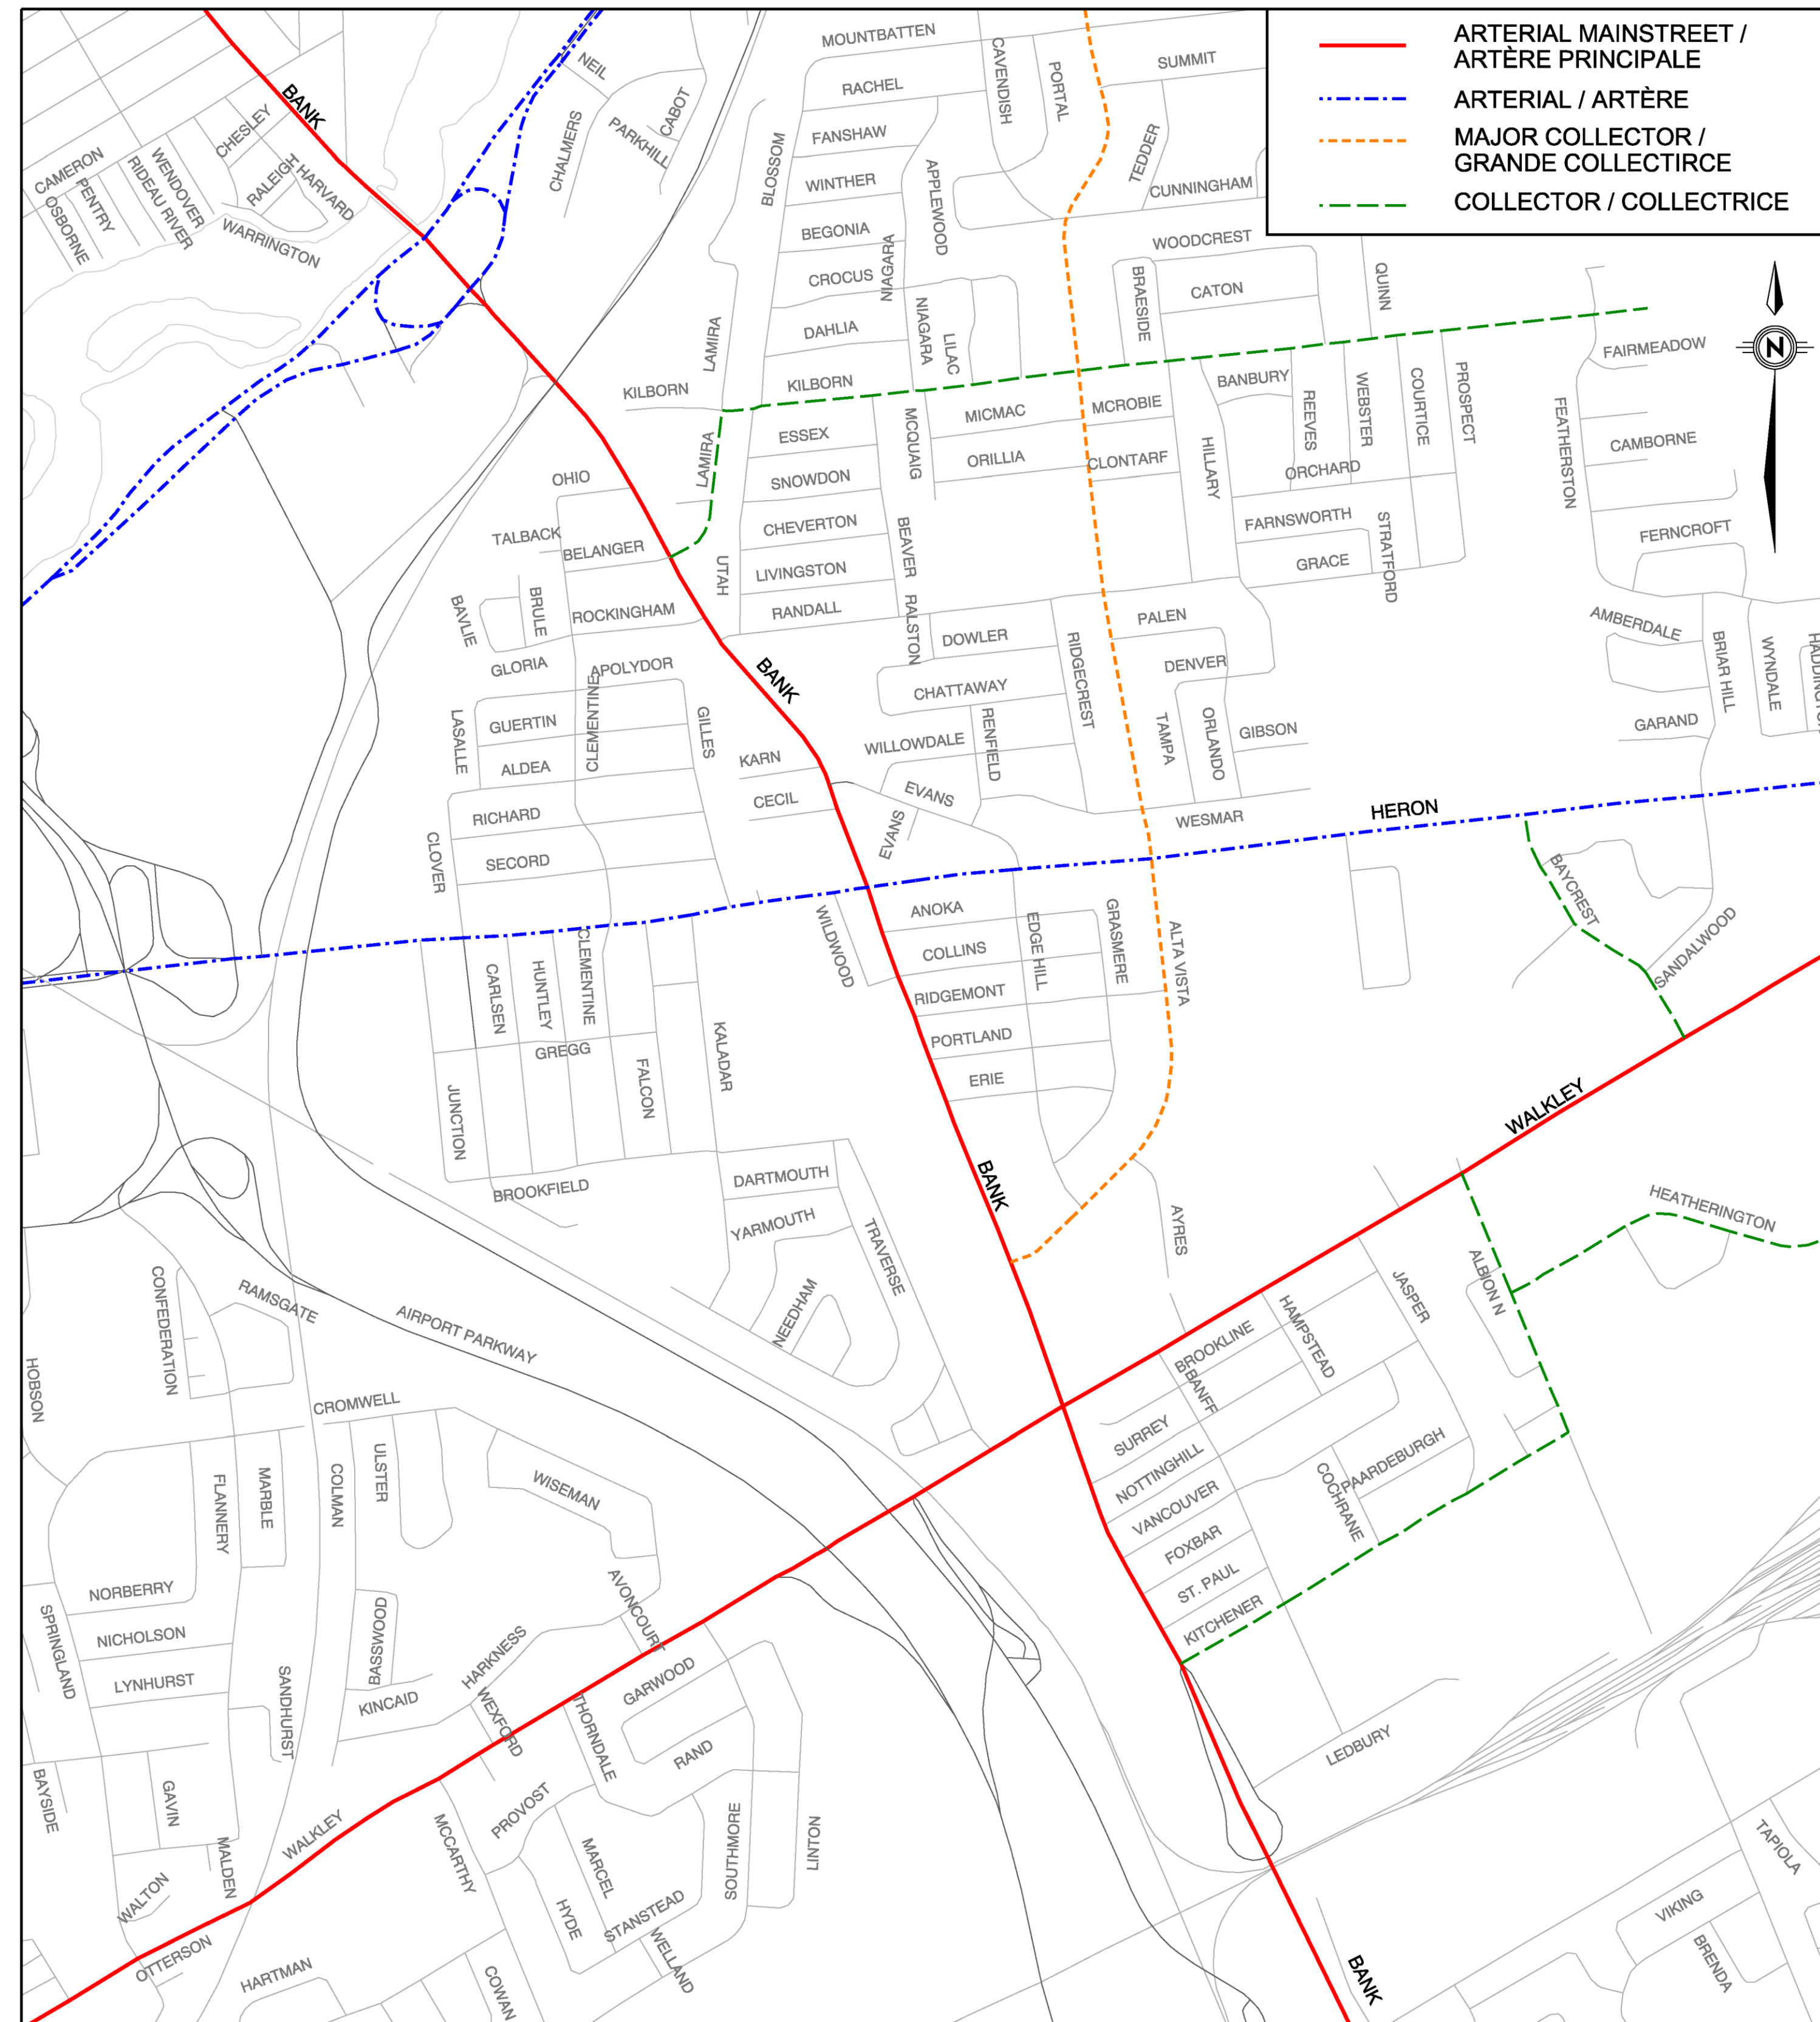 ARTERIAL MAINSTREET /
ARTÈRE PRINCIPALE
ARTERIAL / ARTÈRE
MAJOR COLLECTOR /
GRANDE COLLECTIRCE
COLLECTOR / COLLECTRICE
N
BANK
NEIL
CABOT
CHALMERS
PARKHILL
MOUNTBATTEN
CAVENDISH
PORTAL
SUMMIT
RACHEL
BLOSSOM
FANSHAW
TEDDER
CHESLEY
CAMERON
WENDOVER
RIDEAU RIVER
PENTRY
OSBORNE
RALEIGH
HARVARD
WARRINGTON
WINTHER
APPLEWOOD
CUNNINGHAM
BEGONIA
NIAGARA
WOODCREST
CROCUS
BRAESIDE
CATON
QUINN
DAHLIA
NIAGARA
LILAC
LAMIRA
FAIRMEADOW
KILBORN
KILBORN
BANBURY
MICMAC
MCROBIE
REEVES
WEBSTER
COURTICE
PROSPECT
FEATHERSTON
ESSEX
MCQUAIG
LAMIRA
ORILLIA
CLONTARF
HILLARY
ORCHARD
CAMBORNE
OHIO
SNOWDON
TALBACK
BELANGER
CHEVERTON
BEAVER
FARNSWORTH
STRATFORD
FERNCROFT
UTAH
LIVINGSTON
GRACE
BAVLIE
BRULE
ROCKINGHAM
RANDALL
RALSTON
DOWLER
RIDGECREST
PALEN
AMBERDALE
BRIAR HILL
WYNDALE
GLORIA
APOLYDOR
CLEMENTINE
BANK
CHATTAWAY
DENVER
LASALLE
GUERTIN
GILLES
RENFIELD
TAMPA
ORLANDO
GIBSON
GARAND
ALDEA
KARN
WILLOWDALE
CECIL
EVANS
EVANS
RICHARD
WESMAR
HERON
CLOVER
SECORD
WILDWOOD
ANOKA
EDGE HILL
GRASMERE
ALTA VISTA
BAYCREST
SANDALWOOD
COLLINS
CARLSEN
HUNTLEY
CLEMENTINE
RIDGEMONT
GREGG
KALADAR
PORTLAND
ERIE
JUNCTION
FALCON
WALKLEY
BROOKFIELD
DARTMOUTH
BANK
YARMOUTH
TRAVERSE
AYRES
HEATHERINGTON
CONFEDERATION
RAMSGATE
AIRPORT PARKWAY
NEEDHAM
ALBION N
JASPER
HAMPSTEAD
BROOKLINE
BANFF
HOBSON
CROMWELL
SURREY
NOTTINGHILL
VANCOUVER
COCHRANE
PAARDEBURGH
FLANNERY
MARBLE
COLMAN
ULSTER
WISEMAN
FOXBAR
ST. PAUL
KITCHENER
NORBERRY
AVONCOURT
NICHOLSON
SPRINGLAND
BASSWOOD
HARKNESS
LYNHURST
SANDHURST
KINCAID
WEXFORD
GARWOOD
THORNDALE
RAND
LEDBURY
BAYSIDE
GAVIN
WALKLEY
MCCARTHY
PROVOST
MARCEL
SOUTHMORE
LINTON
TAPIOLA
MALDEN
WALTON
HYDE
STANSTEAD
WELLAND
VIKING
BRENDA
OTTERSON
HARTMAN
COWAN
BANK